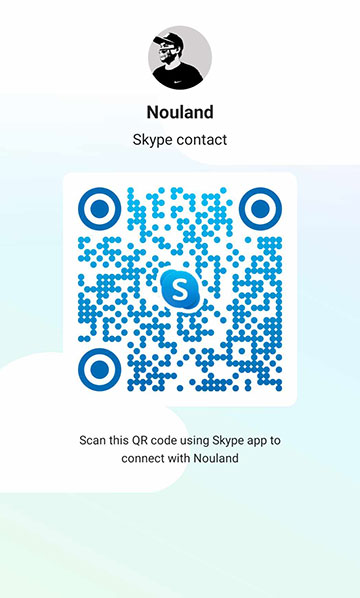 Nouland
Skype contact
S
Scan this QR code using Skype app to
connect with Nouland